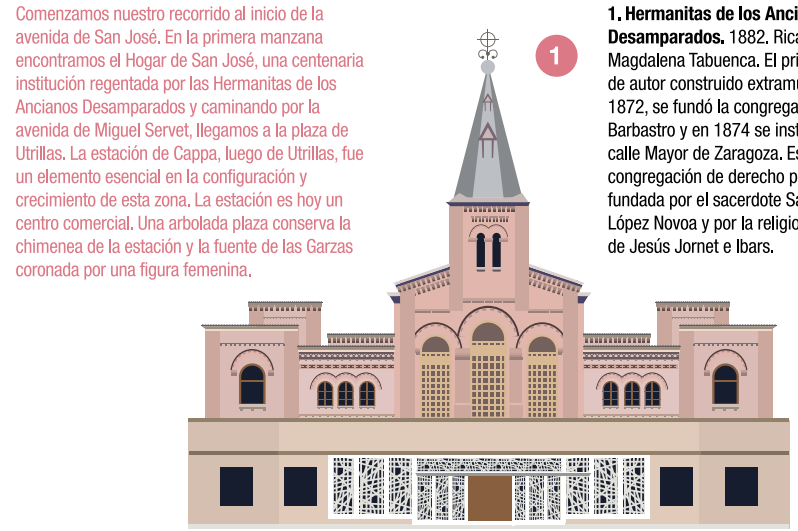 Comenzamos nuestro recorrido al inicio de la
avenida de San José. En la primera manzana
encontramos el Hogar de San José, una centenaria
institución regentada por las Hermanitas de los
Ancianos Desamparados y caminando por la
avenida de Miguel Servet, llegamos a la plaza de
Utrillas. La estación de Cappa, luego de Utrillas, fue
un elemento esencial en la configuración y
crecimiento de esta zona. La estación es hoy un
centro comercial. Una arbolada plaza conserva la
chimenea de la estación y la fuente de las Garzas
coronada por una figura femenina.
1
1. Hermanitas de los
Desamparados. 1882.
Magdalena Tabuenca. El
de autor construido
1872, se fundó la
Barbastro y en 1874 se
calle Mayor de Zaragoza.
congregación de derecho
fundada por el sacerdote
López Novoa y por la
de Jesús Jornet e Ibars.